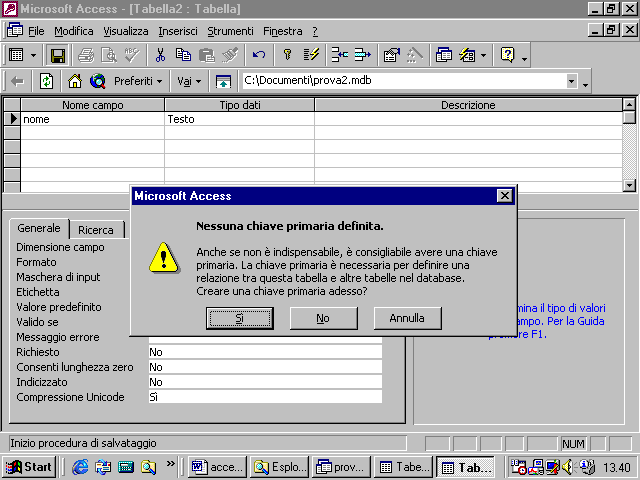 Microsoft Access - [Tabella2 : Tabella]
File Modifica Visualizza Inserisci Strumenti Finestra ?
Preferiti Vai C:\Documenti\prova2.mdb
Nome campo Tipo dati Descrizione
nome Testo
Microsoft Access
Nessuna chiave primaria definita.
Anche se non è indispensabile, è consigliabile avere una chiave
primaria. La chiave primaria è necessaria per definire una
relazione tra questa tabella e altre tabelle nel database.
Creare una chiave primaria adesso?
Sì No Annulla
Generale Ricerca
Dimensione campo
Formato
Maschera di input
Etichetta
Valore predefinito
Valido se
Messaggio errore
Richiesto No
Consenti lunghezza zero No
Indicizzato No
Compressione Unicode Sì
mina il tipo di valori
ampo. Per la Guida
re F1.
Inizio procedura di salvataggio NUM
Start » acce... Esplo... prov... Tabe... Tab... 13.40